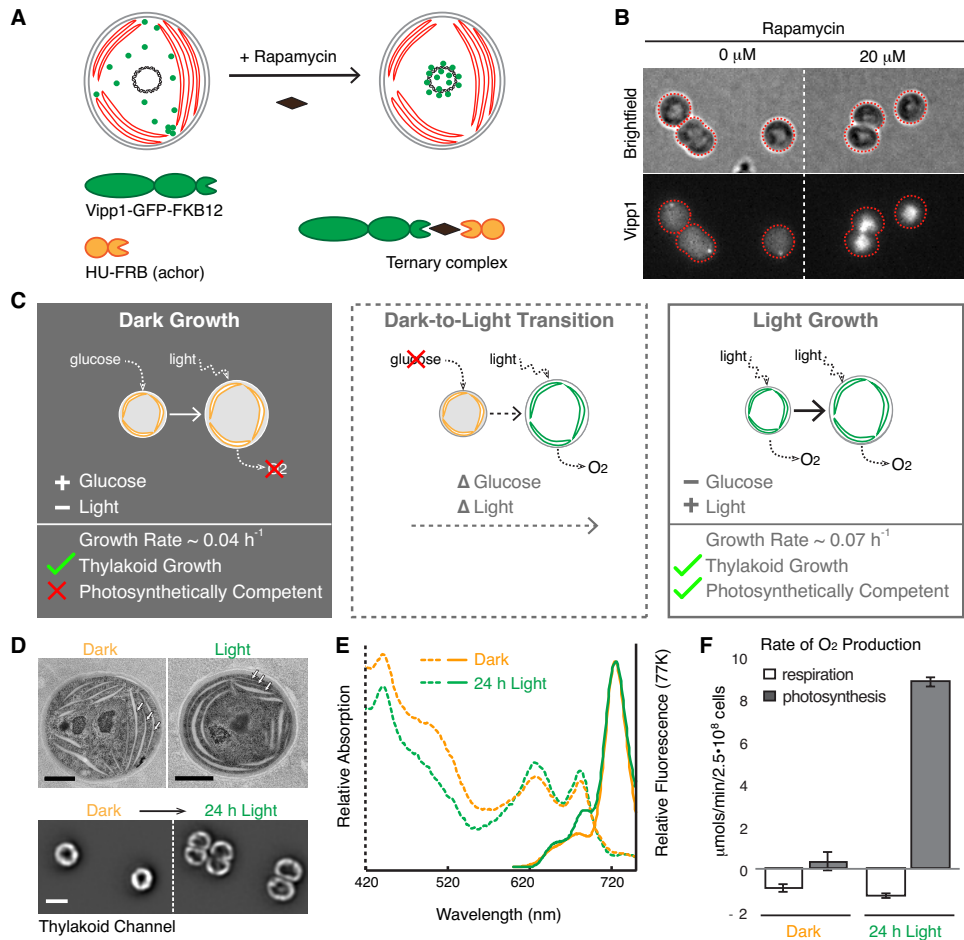 A
+ Rapamycin
Vipp1-GFP-FKB12
HU-FRB (achor)
Ternary complex
B
Rapamycin
0 μM
20 μM
Brightfield
Vipp1
C
Dark Growth
glucose
light
O2
+ Glucose
− Light
Growth Rate ~ 0.04 h-1
Thylakoid Growth
Photosynthetically Competent
Dark-to-Light Transition
glucose
light
O2
Δ Glucose
Δ Light
Light Growth
light
light
O2
O2
− Glucose
+ Light
Growth Rate ~ 0.07 h-1
Thylakoid Growth
Photosynthetically Competent
D
Dark
Light
Dark
24 h Light
Thylakoid Channel
E
Dark
24 h Light
Relative Absorption
Relative Fluorescence (77K)
420
520
620
720
Wavelength (nm)
F
Rate of O2 Production
respiration
photosynthesis
μmols/min/2.5•108 cells
10
8
6
4
2
0
- 2
Dark
24 h Light